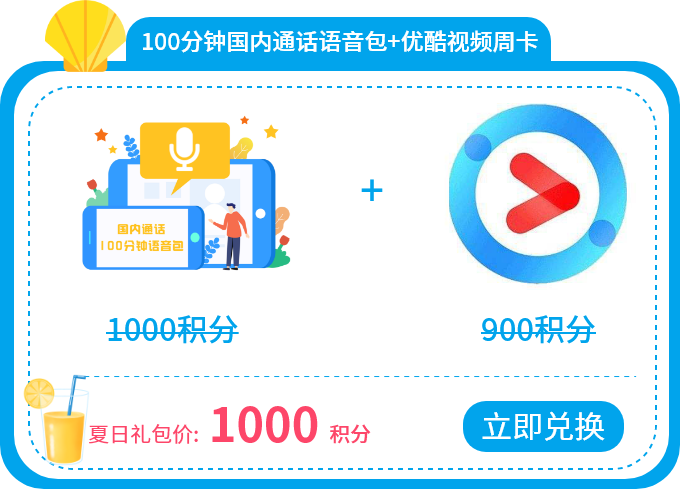 100分钟国内通话语音包+优酷视频周卡
国内通话
100分钟语音包
+
1000积分
900积分
夏日礼包价: 1000 积分
立即兑换